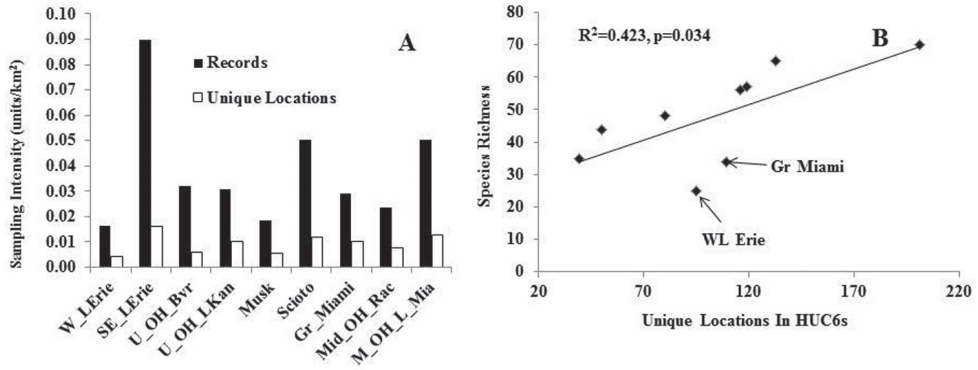 A
Sampling Intensity (units/km²)
0.10
0.09
0.08
0.07
0.06
0.05
0.04
0.03
0.02
0.01
0.00
Records
Unique Locations
W_LErie
SE_LErie
U_OH_Bvr
U_OH_LKan
Musk
Scioto
Gr_Miami
Mid_OH_Rac
M_OH_L_Mia
B
R²=0.423, p=0.034
Species Richness
80
70
60
50
40
30
20
10
0
Gr Miami
WL Erie
20 70 120 170 220
Unique Locations In HUC6s